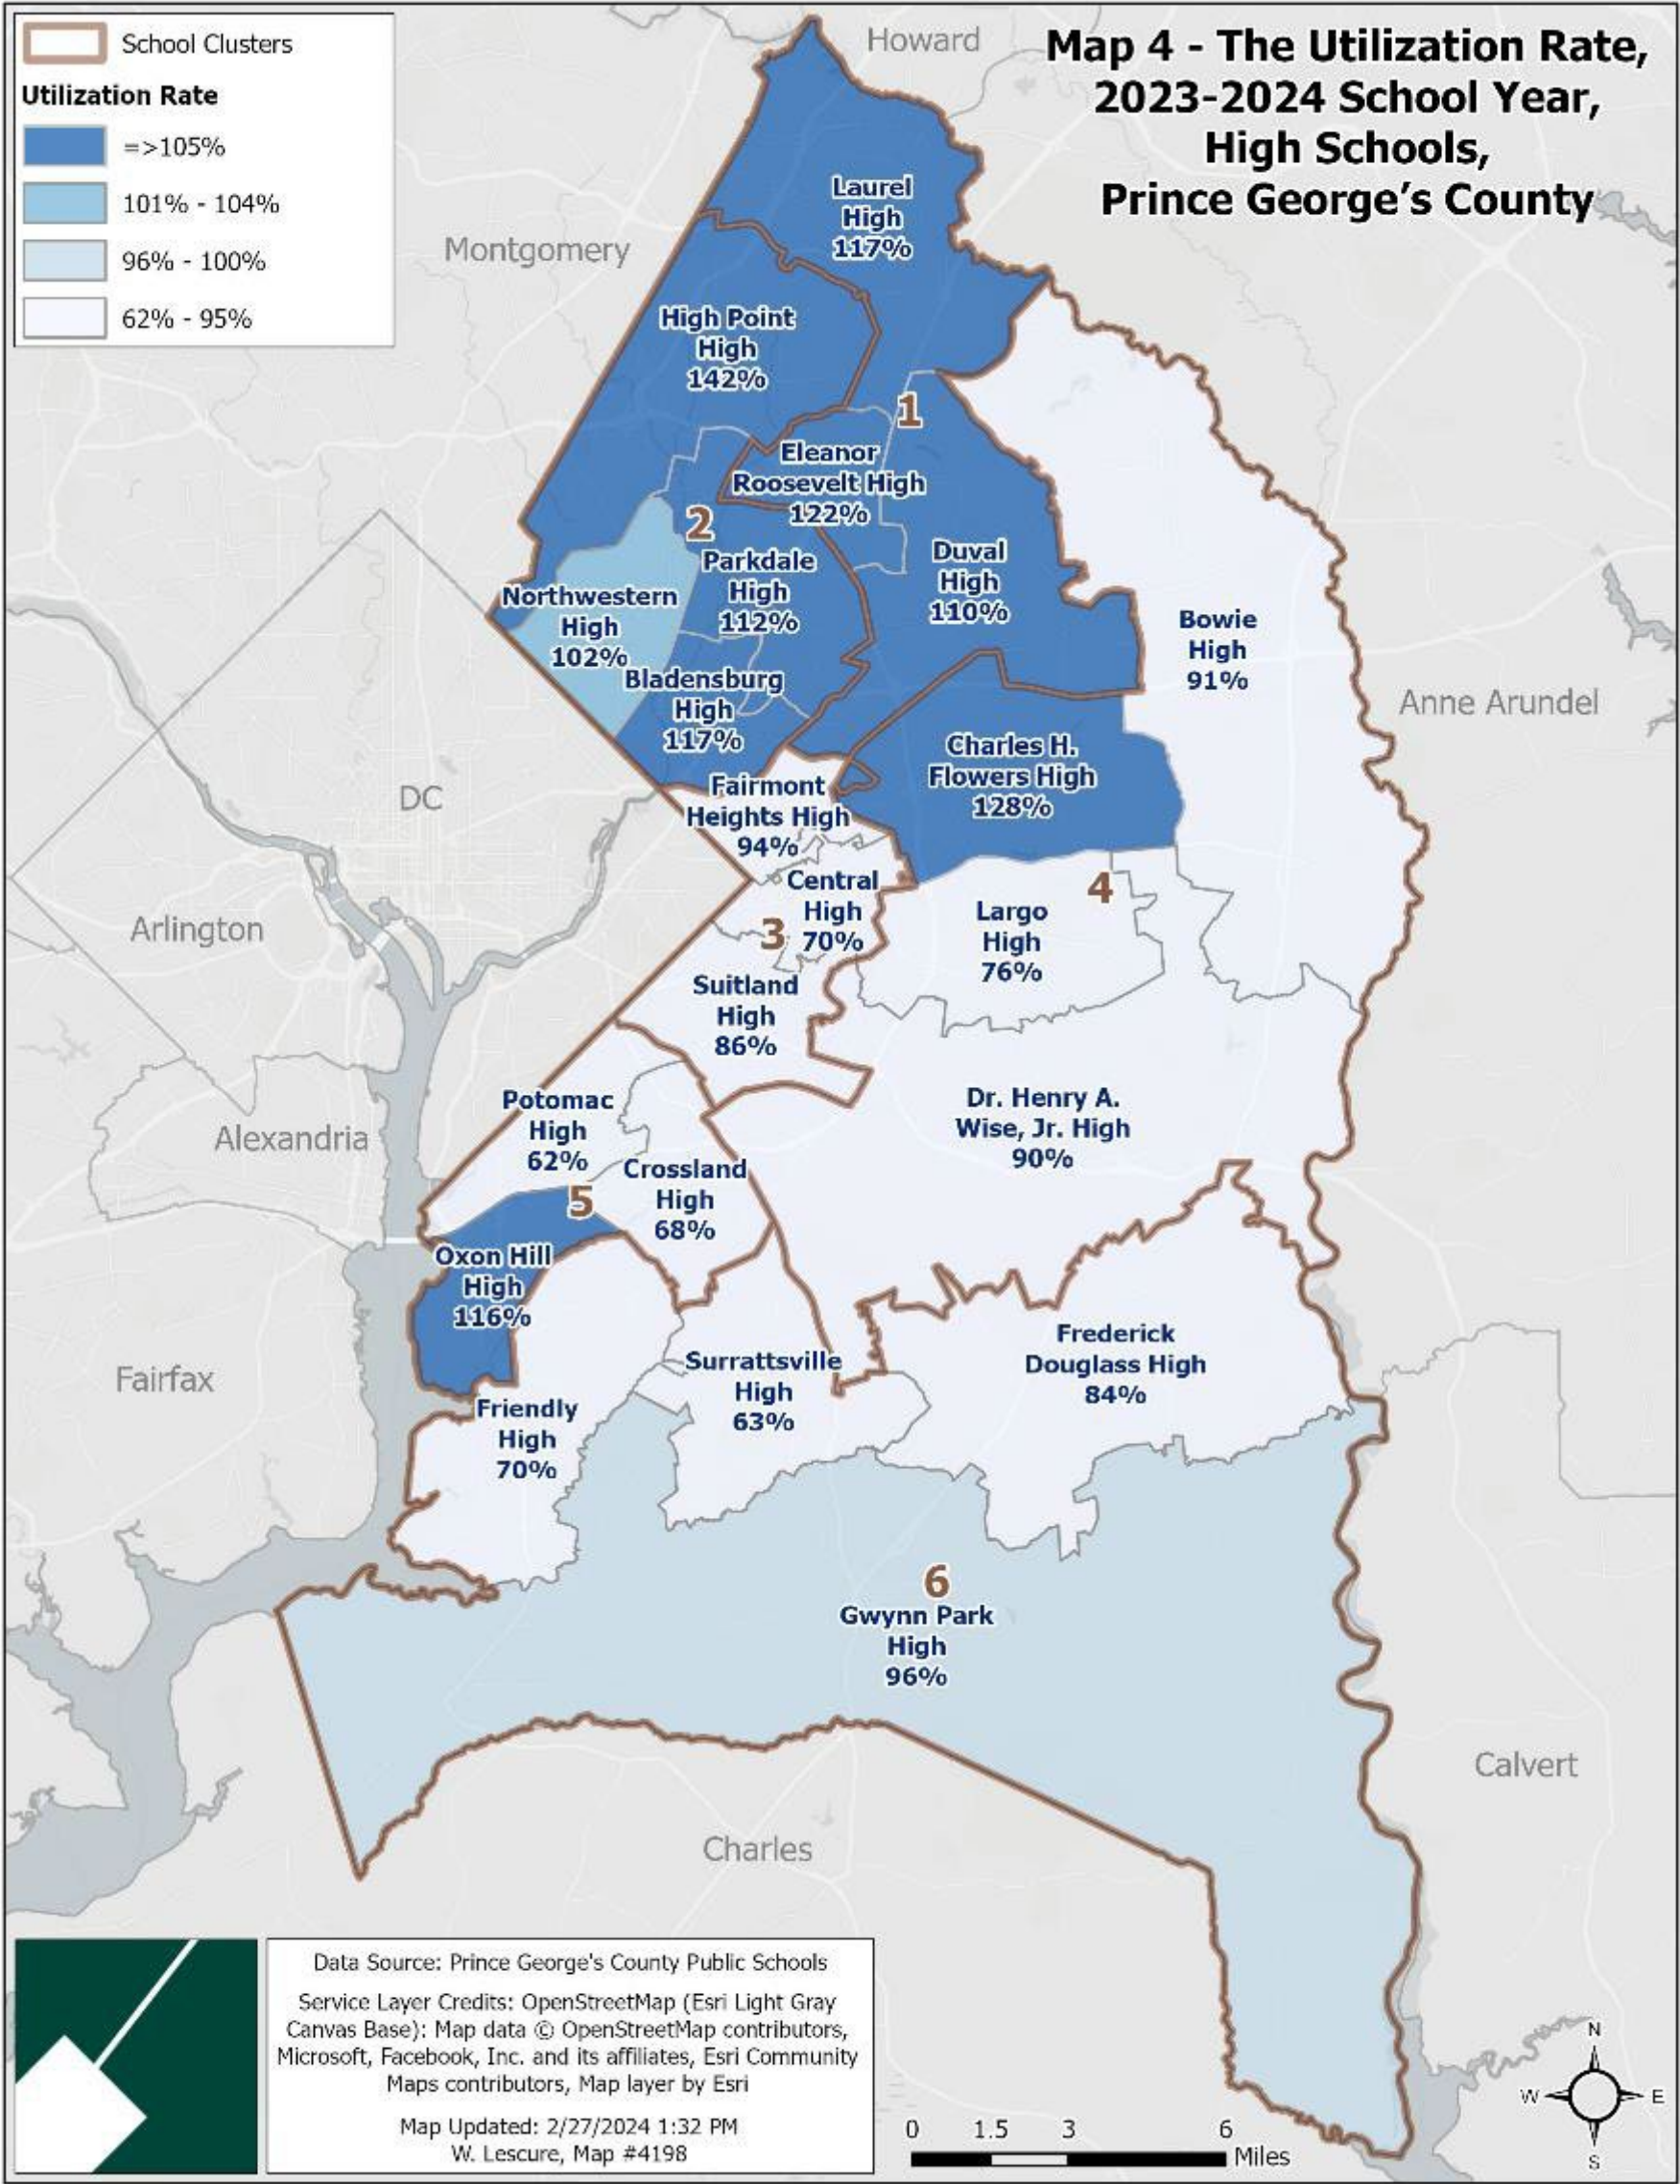 School Clusters
Utilization Rate
=>105%
101% - 104%
96% - 100%
62% - 95%
Map 4 - The Utilization Rate,
2023-2024 School Year,
High Schools,
Prince George's County
Howard
Montgomery
Laurel
High
117%
High Point
High
142%
1
Eleanor
Roosevelt High
122%
2
Parkdale
High
112%
Duval
High
110%
Northwestern
High
102%
Bowie
High
91%
Bladensburg
High
117%
Anne Arundel
Charles H.
Flowers High
128%
DC
Fairmont
Heights High
94%
Central
High
70%
4
Largo
High
76%
3
Arlington
Suitland
High
86%
Potomac
High
62%
Dr. Henry A.
Wise, Jr. High
90%
Alexandria
Crossland
High
68%
5
Oxon Hill
High
116%
Frederick
Douglass High
84%
Surrattsville
High
63%
Fairfax
Friendly
High
70%
6
Gwynn Park
High
96%
Calvert
Charles
Data Source: Prince George's County Public Schools
Service Layer Credits: OpenStreetMap (Esri Light Gray
Canvas Base): Map data © OpenStreetMap contributors,
Microsoft, Facebook, Inc. and its affiliates, Esri Community
Maps contributors, Map layer by Esri
Map Updated: 2/27/2024 1:32 PM
W. Lescure, Map #4198
0 1.5 3 6
Miles
N
W E
S